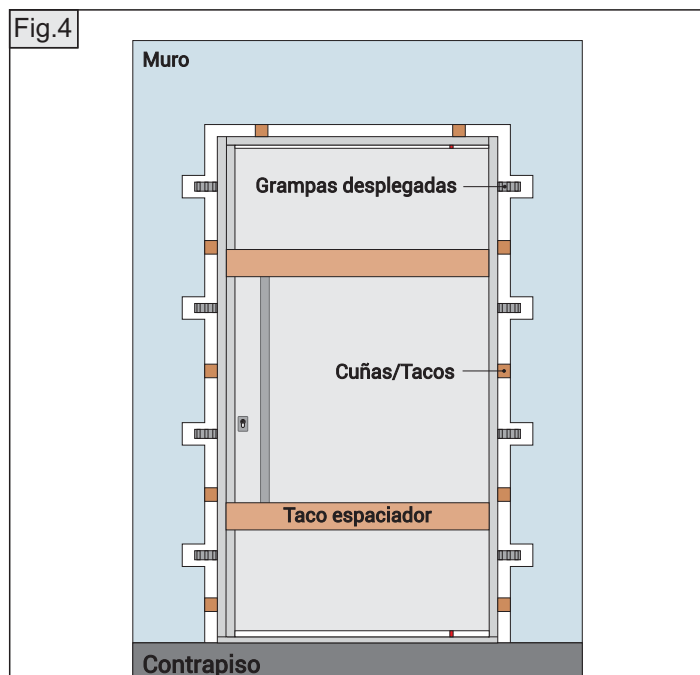 Fig.4
Muro
Grampas desplegadas
Cuñas/Tacos
Taco espaciador
Contrapiso